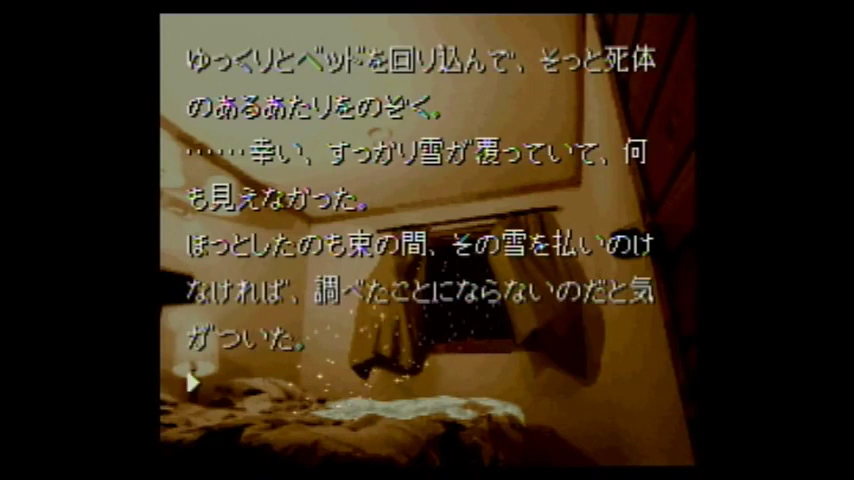 ゆっくりとベッドを回り込んで、そっと死体
のあるあたりをのぞく。
……幸い、すっかり雪が覆っていて、何
も見えなかった。
ほっとしたのも束の間、その雪を払いのけ
なければ、調べたことにならないのだと気
がついた。